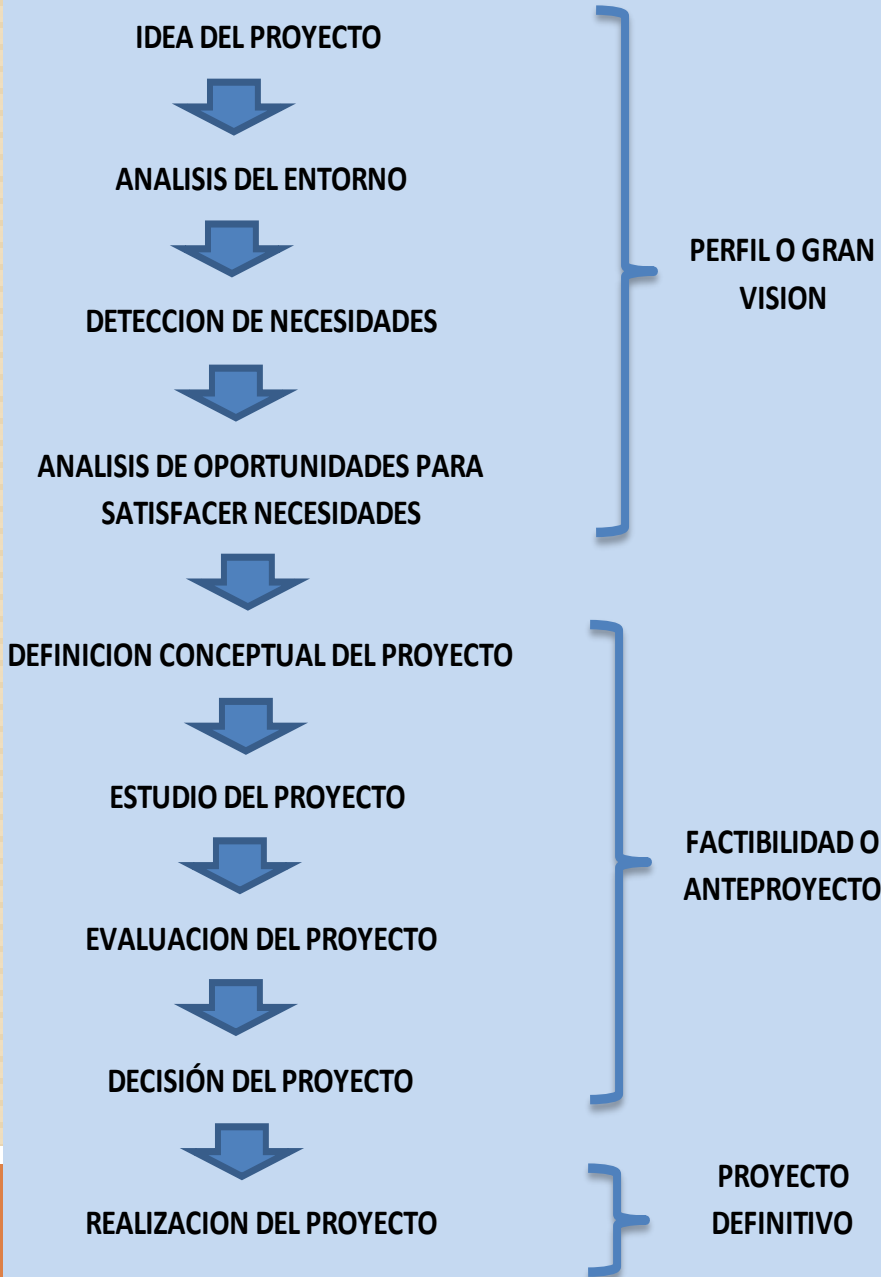 IDEA DEL PROYECTO
ANALISIS DEL ENTORNO
DETECCION DE NECESIDADES
ANALISIS DE OPORTUNIDADES PARA
SATISFACER NECESIDADES
PERFIL O GRAN
VISION
DEFINICION CONCEPTUAL DEL PROYECTO
ESTUDIO DEL PROYECTO
EVALUACION DEL PROYECTO
DECISIÓN DEL PROYECTO
FACTIBILIDAD O
ANTEPROYECTO
REALIZACION DEL PROYECTO
PROYECTO
DEFINITIVO